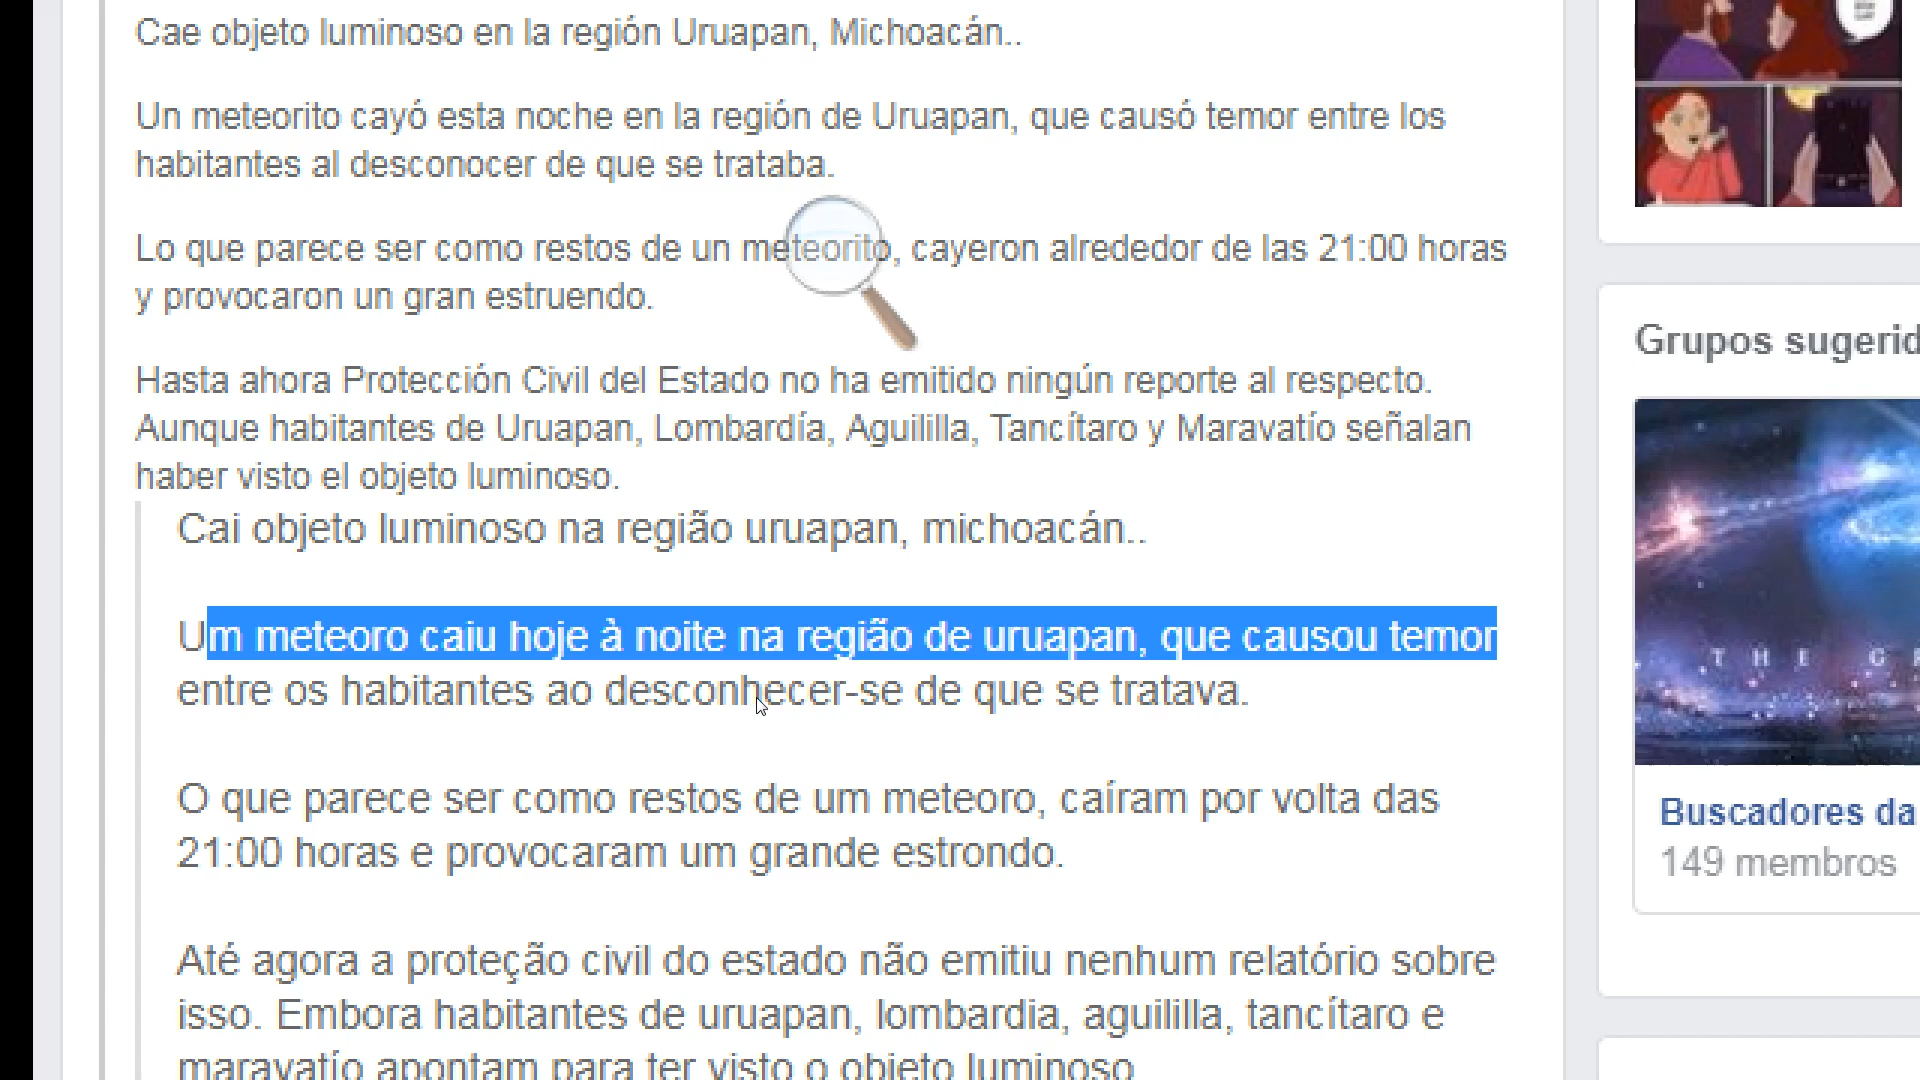 Cae objeto luminoso en la región Uruapan, Michoacán..
Un meteorito cayó esta noche en la región de Uruapan, que causó temor entre los
habitantes al desconocer de que se trataba.
Lo que parece ser como restos de un meteorito, cayeron alrededor de las 21:00 horas
y provocaron un gran estruendo.
Hasta ahora Protección Civil del Estado no ha emitido ningún reporte al respecto.
Aunque habitantes de Uruapan, Lombardía, Aguililla, Tancítaro y Maravatío señalan
haber visto el objeto luminoso.
Cai objeto luminoso na região uruapan, michoacán..
Um meteoro caiu hoje à noite na região de uruapan, que causou temor
entre os habitantes ao desconhecer-se de que se tratava.
O que parece ser como restos de um meteoro, caíram por volta das
21:00 horas e provocaram um grande estrondo.
Até agora a proteção civil do estado não emitiu nenhum relatório sobre
isso. Embora habitantes de uruapan, lombardia, aguililla, tancítaro e
maravatío apontam para ter visto o objeto luminoso
Grupos sugerid
THE G
Buscadores da
149 membros